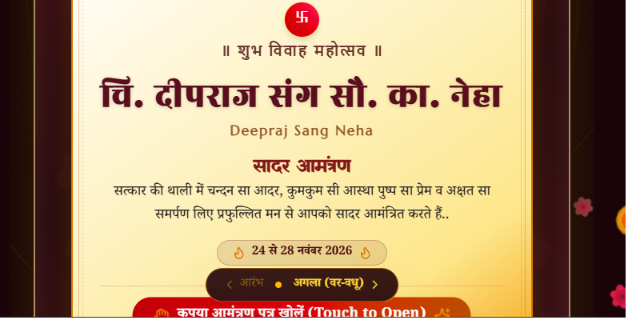 卐
॥ शुभ विवाह महोत्सव ॥
चि. दीपराज संग सौ. का. नेहा
Deepraj Sang Neha
सादर आमंत्रण
सत्कार की थाली में चन्दन सा आदर, कुमकुम सी आस्था पुष्प सा प्रेम व अक्षत सा
समर्पण लिए प्रफुल्लित मन से आपको सादर आमंत्रित करते हैं..
24 से 28 नवंबर 2026
आरंभ अगला (वर-वधू)
कृपया आमंत्रण पत्र खोलें (Touch to Open)